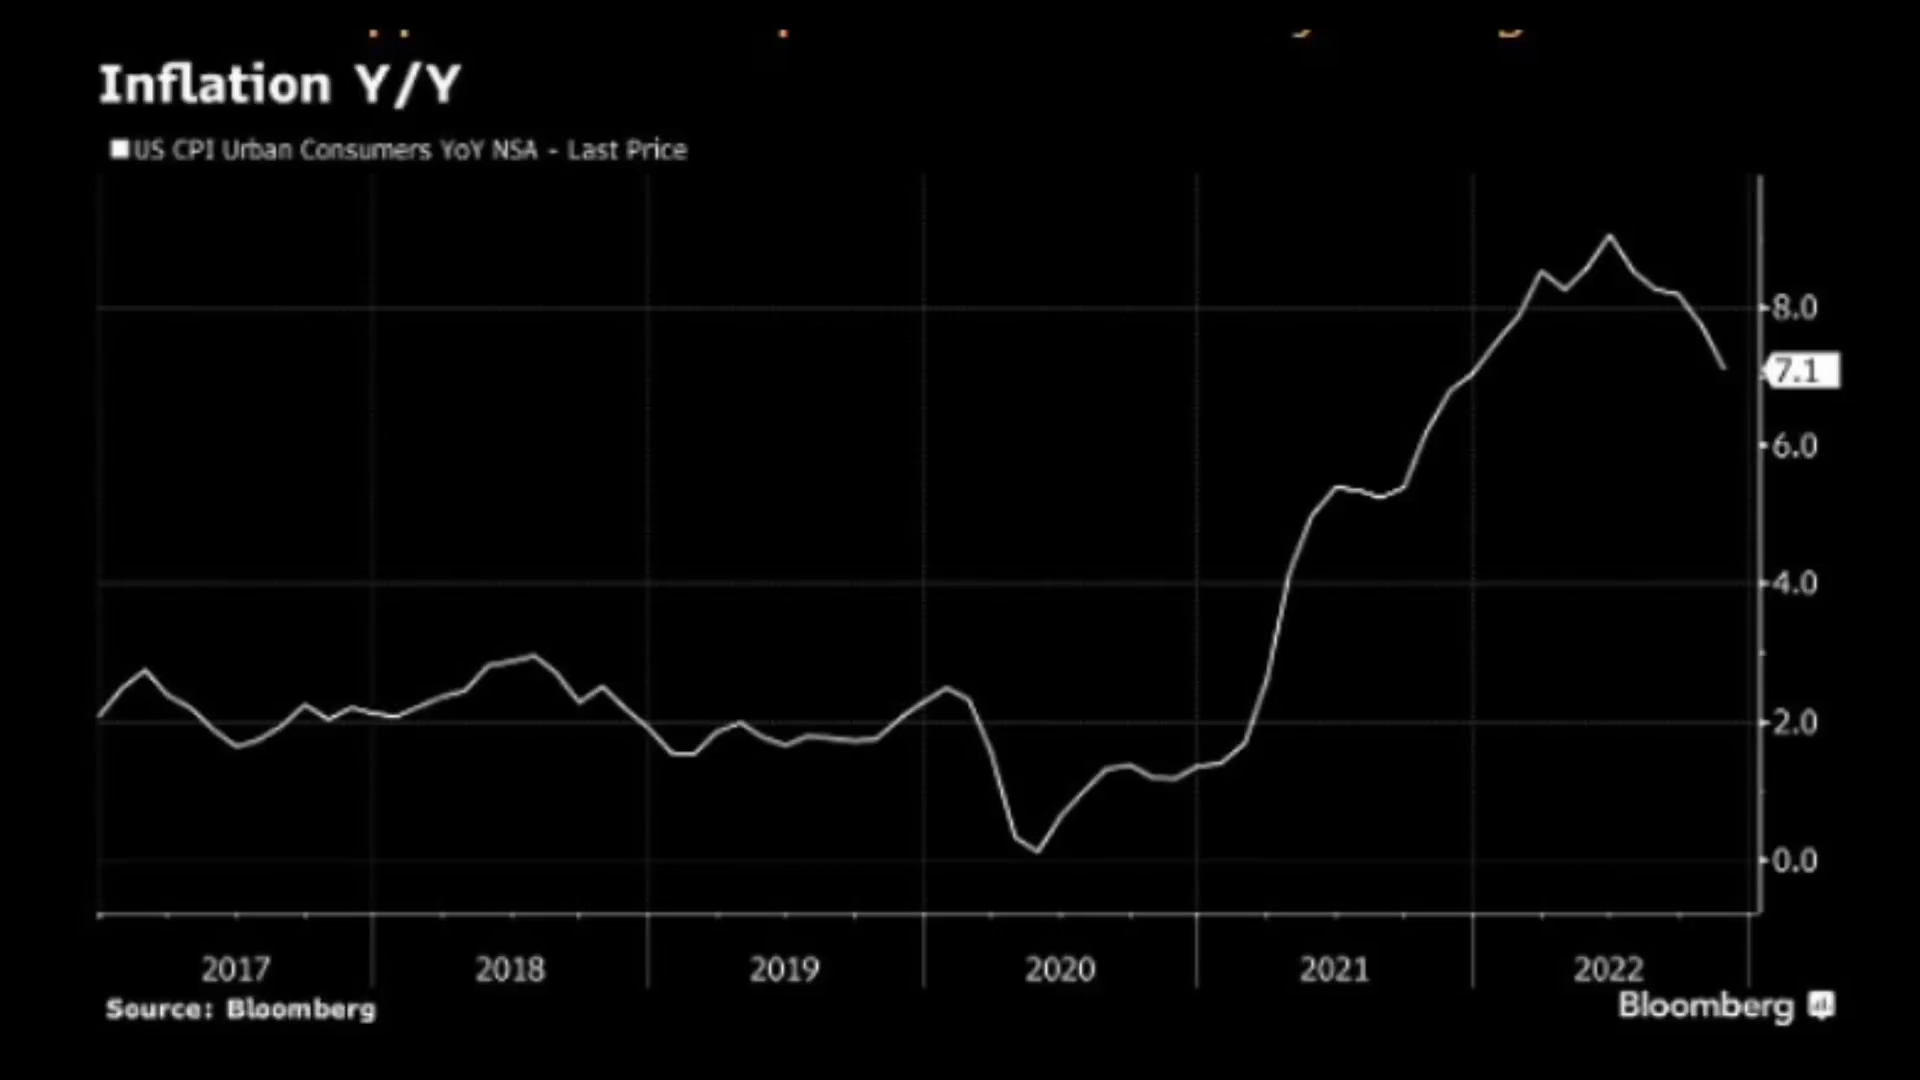 Inflation Y/Y
US CPI Urban Consumers YoY NSA - Last Price
8.0
7.1
6.0
4.0
2.0
0.0
2017 2018 2019 2020 2021 2022
Source: Bloomberg
Bloomberg